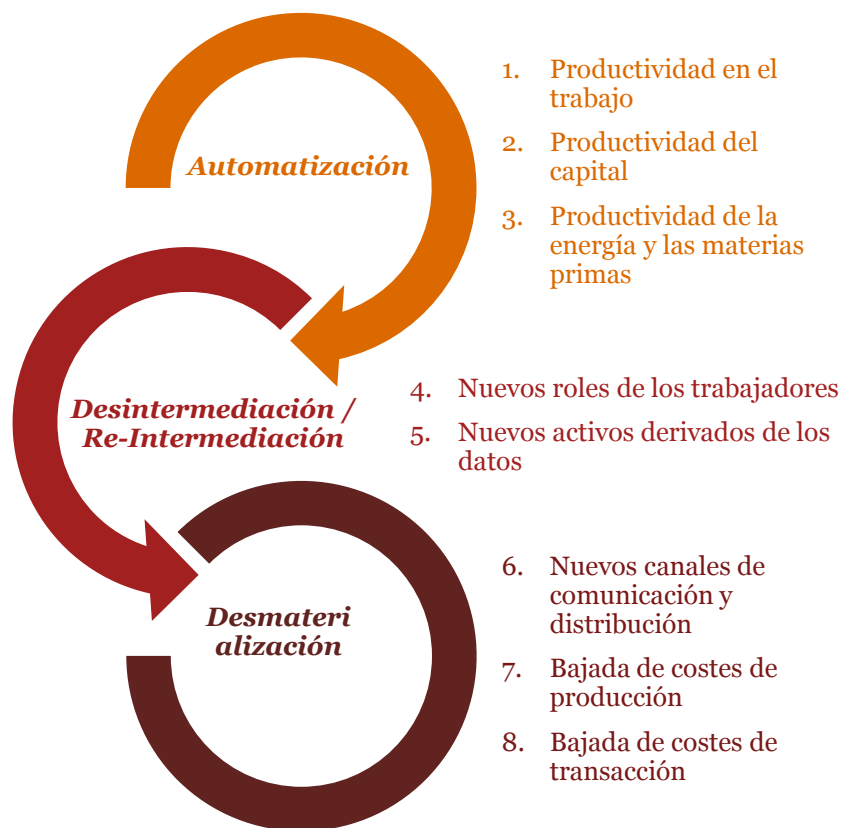 Automatización
1. Productividad en el
trabajo
2. Productividad del
capital
3. Productividad de la
energía y las materias
primas
Desintermediación /
Re-Intermediación
4. Nuevos roles de los trabajadores
5. Nuevos activos derivados de los
datos
Desmateri
alización
6. Nuevos canales de
comunicación y
distribución
7. Bajada de costes de
producción
8. Bajada de costes de
transacción